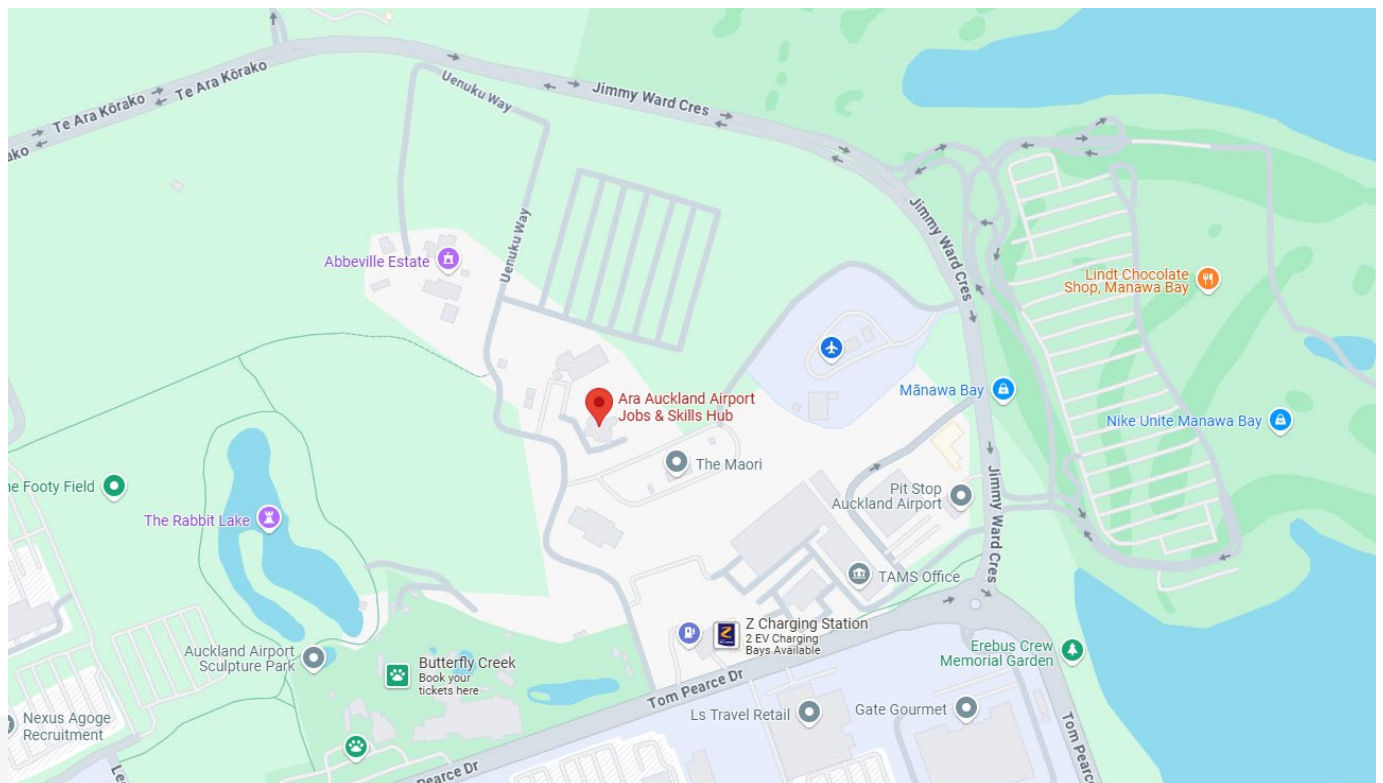 Te Ara Kōrako
Te Ara Kōrako
ako
Uenuku Way
Jimmy Ward Cres
Uenuku Way
Jimmy Ward Cres
Abbeville Estate
Lindt Chocolate
Shop, Manawa Bay
Ara Auckland Airport
Jobs & Skills Hub
Mānawa Bay
Nike Unite Manawa Bay
The Maori
Pit Stop
Auckland Airport
Jimmy Ward Cres
he Footy Field
The Rabbit Lake
TAMS Office
Z Charging Station
2 EV Charging
Bays Available
Auckland Airport
Sculpture Park
Butterfly Creek
Book your
tickets here
Erebus Crew
Memorial Garden
Tom Pearce Dr
Ls Travel Retail
Gate Gourmet
Nexus Agoge
Recruitment
Tom Pearce
Pearce Dr
Le